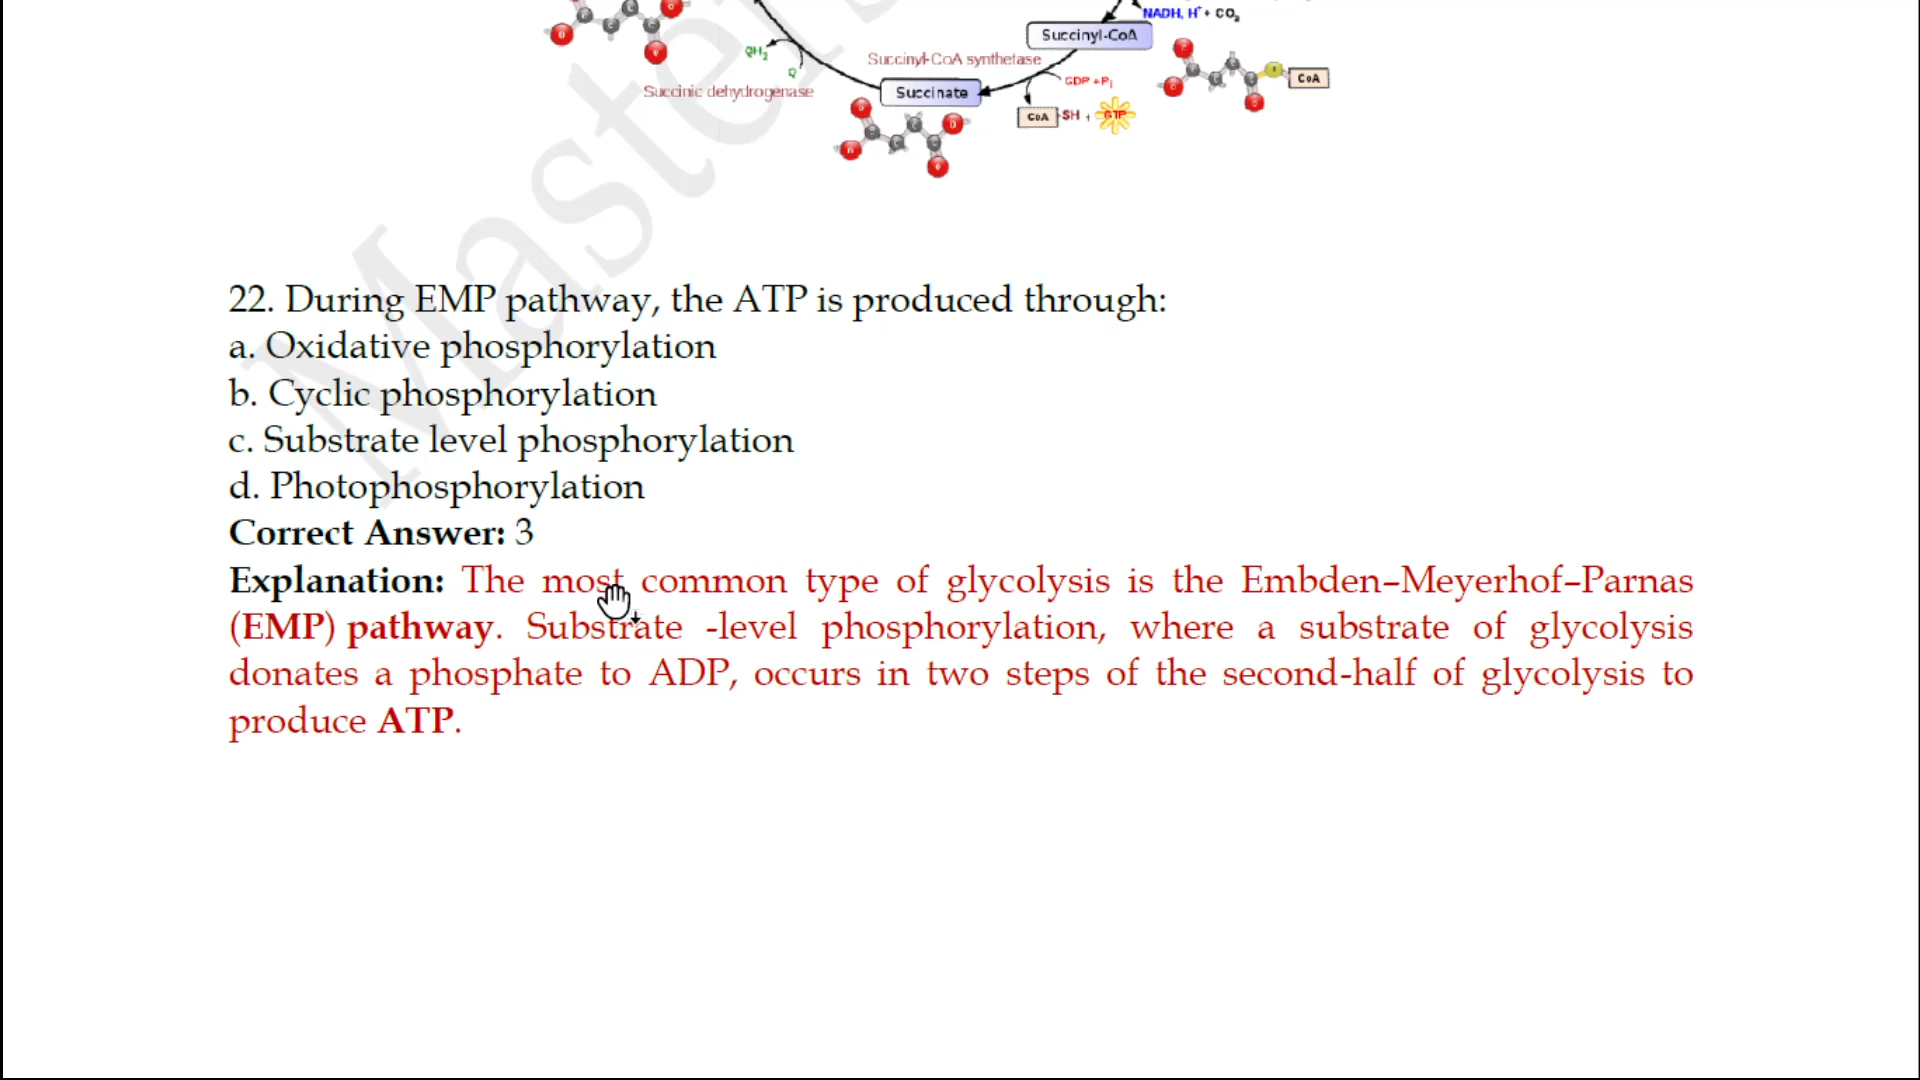 NADH, H+ + CO2
Succinyl-CoA
QH2
Succinyl-CoA synthetase
Q
GDP +Pi
CoA
Succinic dehydrogenase
Succinate
CoA SH + GTP
Master
22. During EMP pathway, the ATP is produced through:
a. Oxidative phosphorylation
b. Cyclic phosphorylation
c. Substrate level phosphorylation
d. Photophosphorylation
Correct Answer: 3
Explanation: The most common type of glycolysis is the Embden–Meyerhof–Parnas
(EMP) pathway. Substrate -level phosphorylation, where a substrate of glycolysis
donates a phosphate to ADP, occurs in two steps of the second-half of glycolysis to
produce ATP.